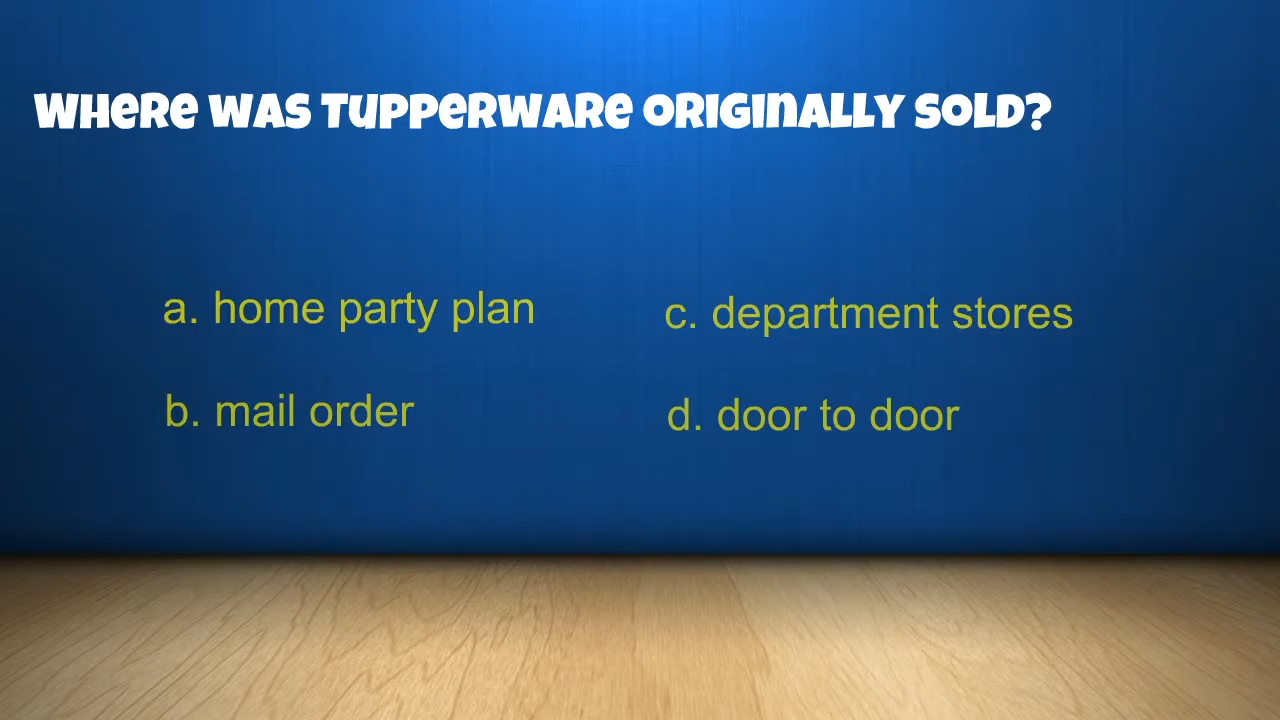 Where was Tupperware originally sold?
a. home party plan
b. mail order
c. department stores
d. door to door